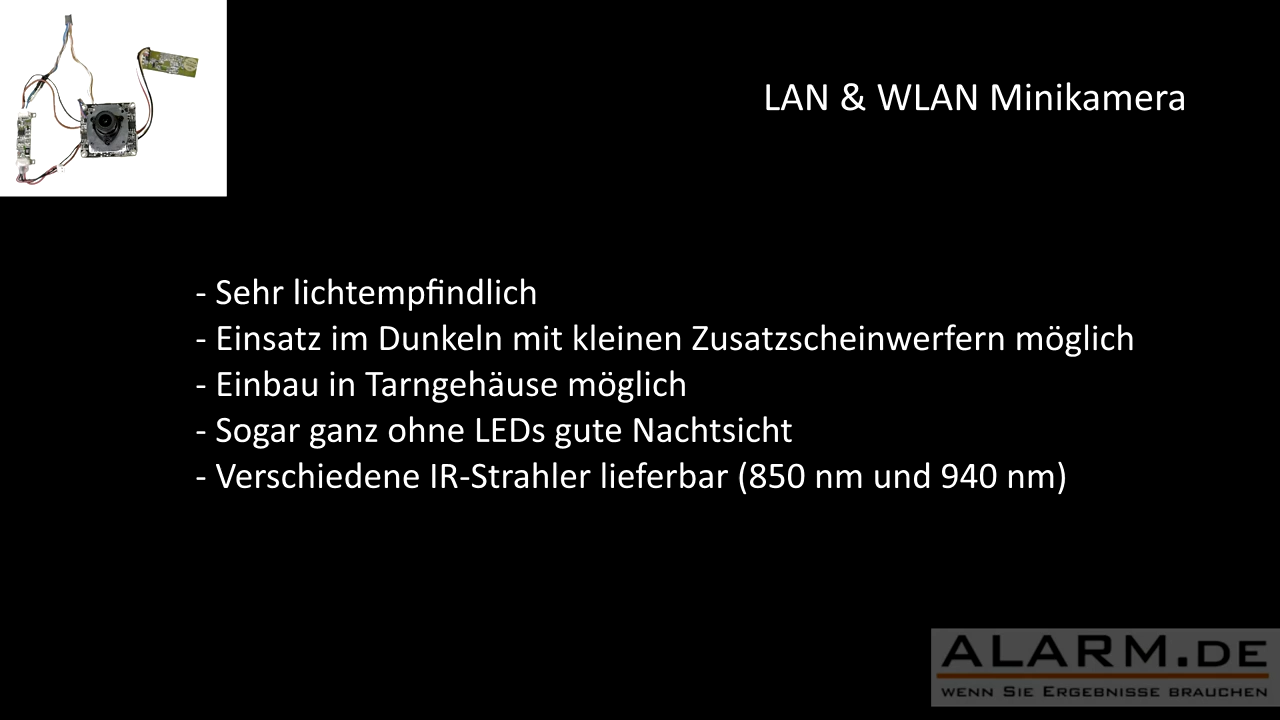 LAN & WLAN Minikamera
- Sehr lichtempfindlich
- Einsatz im Dunkeln mit kleinen Zusatzscheinwerfern möglich
- Einbau in Tarngehäuse möglich
- Sogar ganz ohne LEDs gute Nachtsicht
- Verschiedene IR-Strahler lieferbar (850 nm und 940 nm)
ALARM.DE
WENN SIE ERGEBNISSE BRAUCHEN